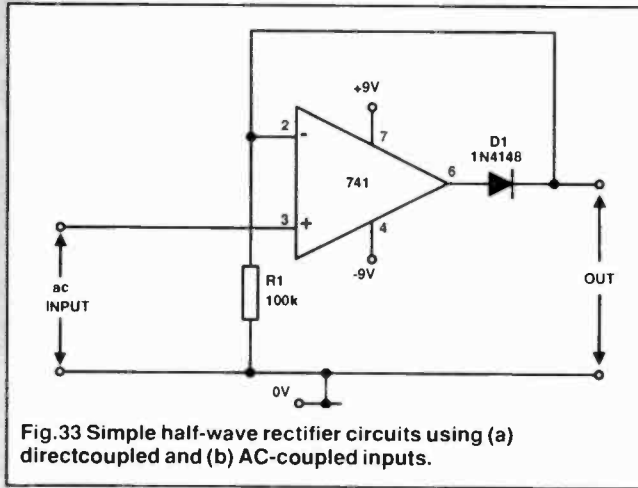 +9V
2
-
7
D1
1N4148
741
6
3
+
4
-9V
ac
INPUT
R1
100k
OUT
0V
Fig.33 Simple half-wave rectifier circuits using (a)
directcoupled and (b) AC-coupled inputs.